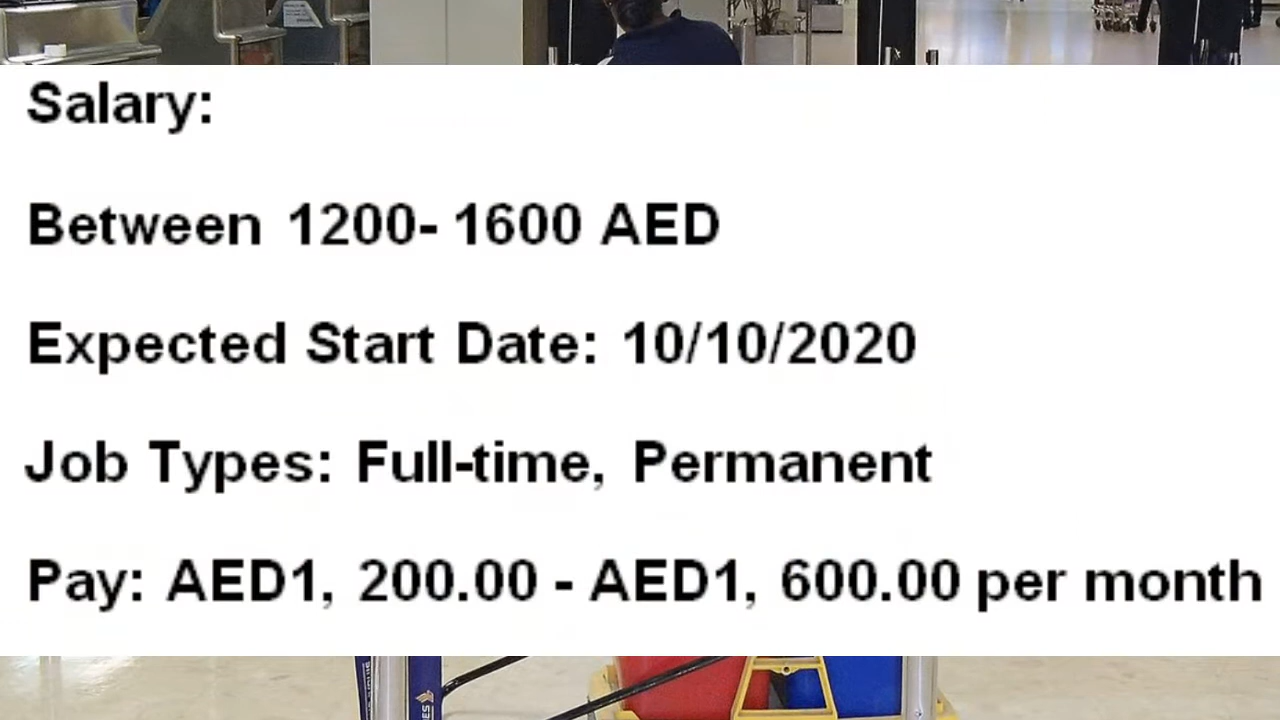 Salary:
Between 1200- 1600 AED
Expected Start Date: 10/10/2020
Job Types: Full-time, Permanent
Pay: AED1, 200.00 - AED1, 600.00 per month